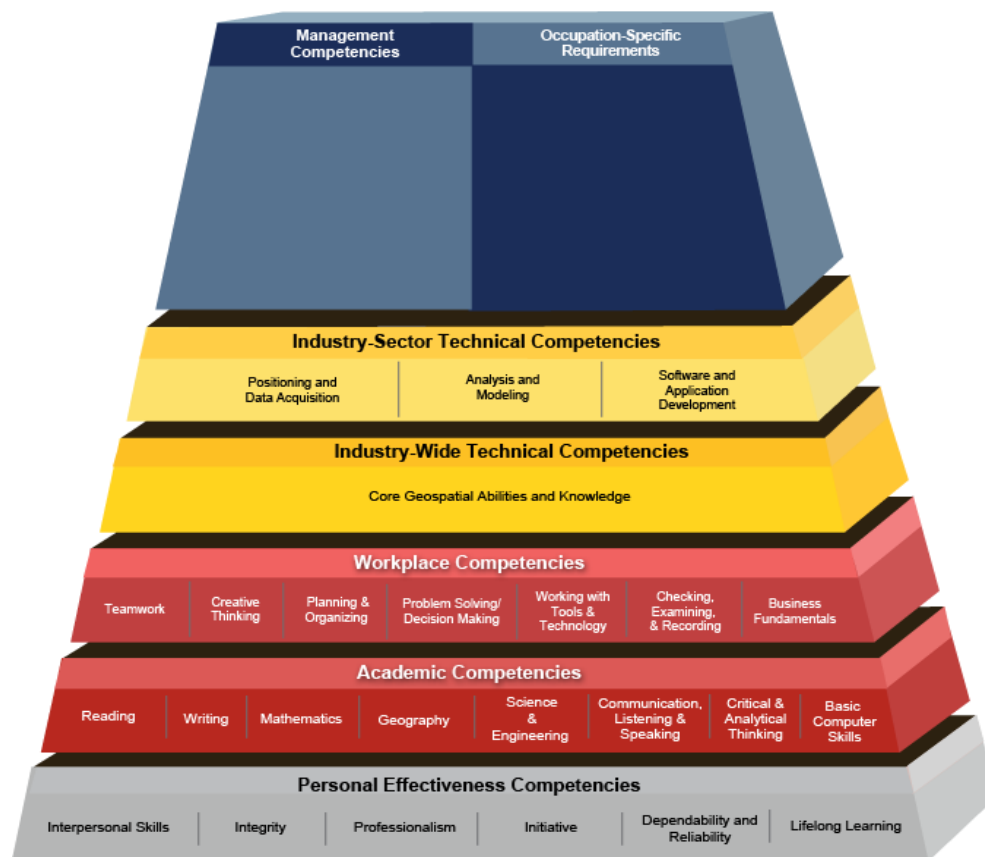 Management
Competencies
Occupation-Specific
Requirements
Industry-Sector Technical Competencies
Positioning and
Data Acquisition
Analysis and
Modeling
Software and
Application
Development
Industry-Wide Technical Competencies
Core Geospatial Abilities and Knowledge
Workplace Competencies
Teamwork
Creative
Thinking
Planning &
Organizing
Problem Solving/
Decision Making
Working with
Tools &
Technology
Checking,
Examining,
& Recording
Business
Fundamentals
Academic Competencies
Reading
Writing
Mathematics
Geography
Science
&
Engineering
Communication,
Listening &
Speaking
Critical &
Analytical
Thinking
Basic
Computer
Skills
Personal Effectiveness Competencies
Interpersonal Skills
Integrity
Professionalism
Initiative
Dependability and
Reliability
Lifelong Learning